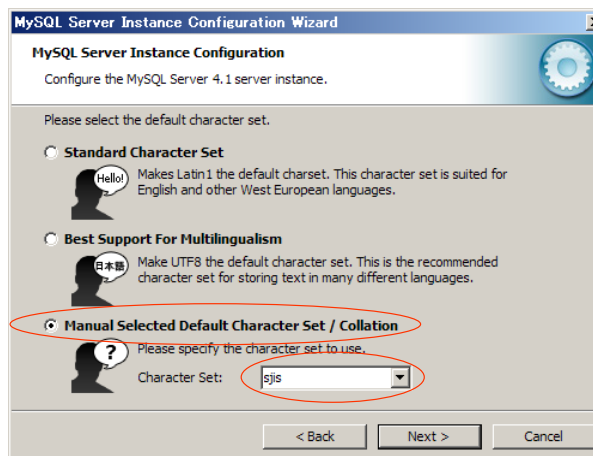 MySQL Server Instance Configuration Wizard
MySQL Server Instance Configuration
Configure the MySQL Server 4.1 server instance.
Please select the default character set.
Standard Character Set
Hello!
Makes Latin1 the default charset. This character set is suited for
English and other West European languages.
Best Support For Multilingualism
日本語
Make UTF8 the default character set. This is the recommended
character set for storing text in many different languages.
Manual Selected Default Character Set / Collation
?
Please specify the character set to use.
Character Set:
sjis
< Back
Next >
Cancel